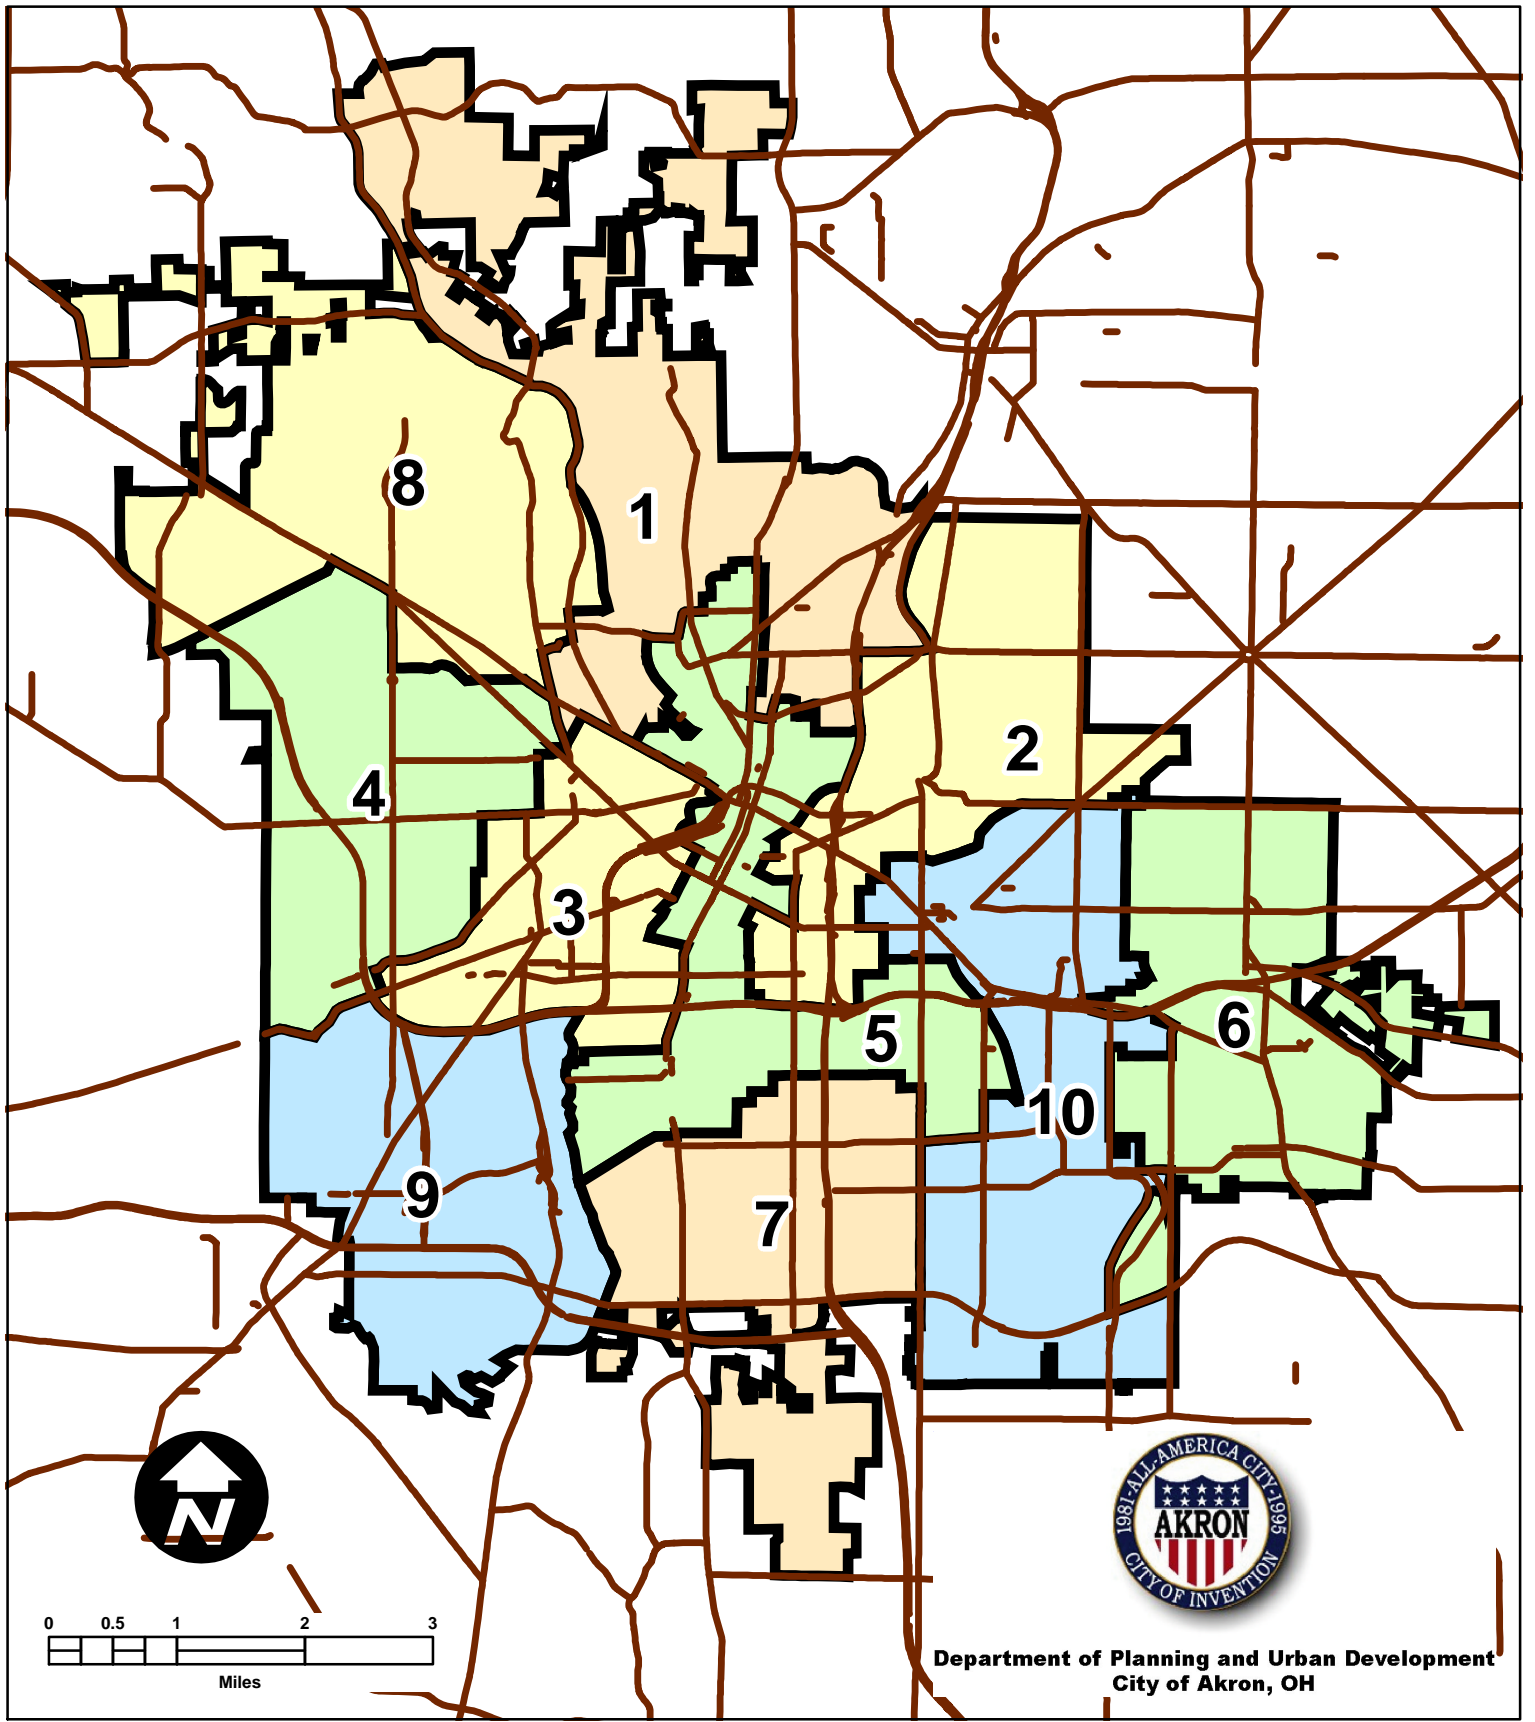 8
1
2
4
3
5
6
10
9
7
N
1981-ALL-AMERICA CITY-1995
AKRON
CITY OF INVENTION
0 0.5 1 2 3
Miles
Department of Planning and Urban Development
City of Akron, OH